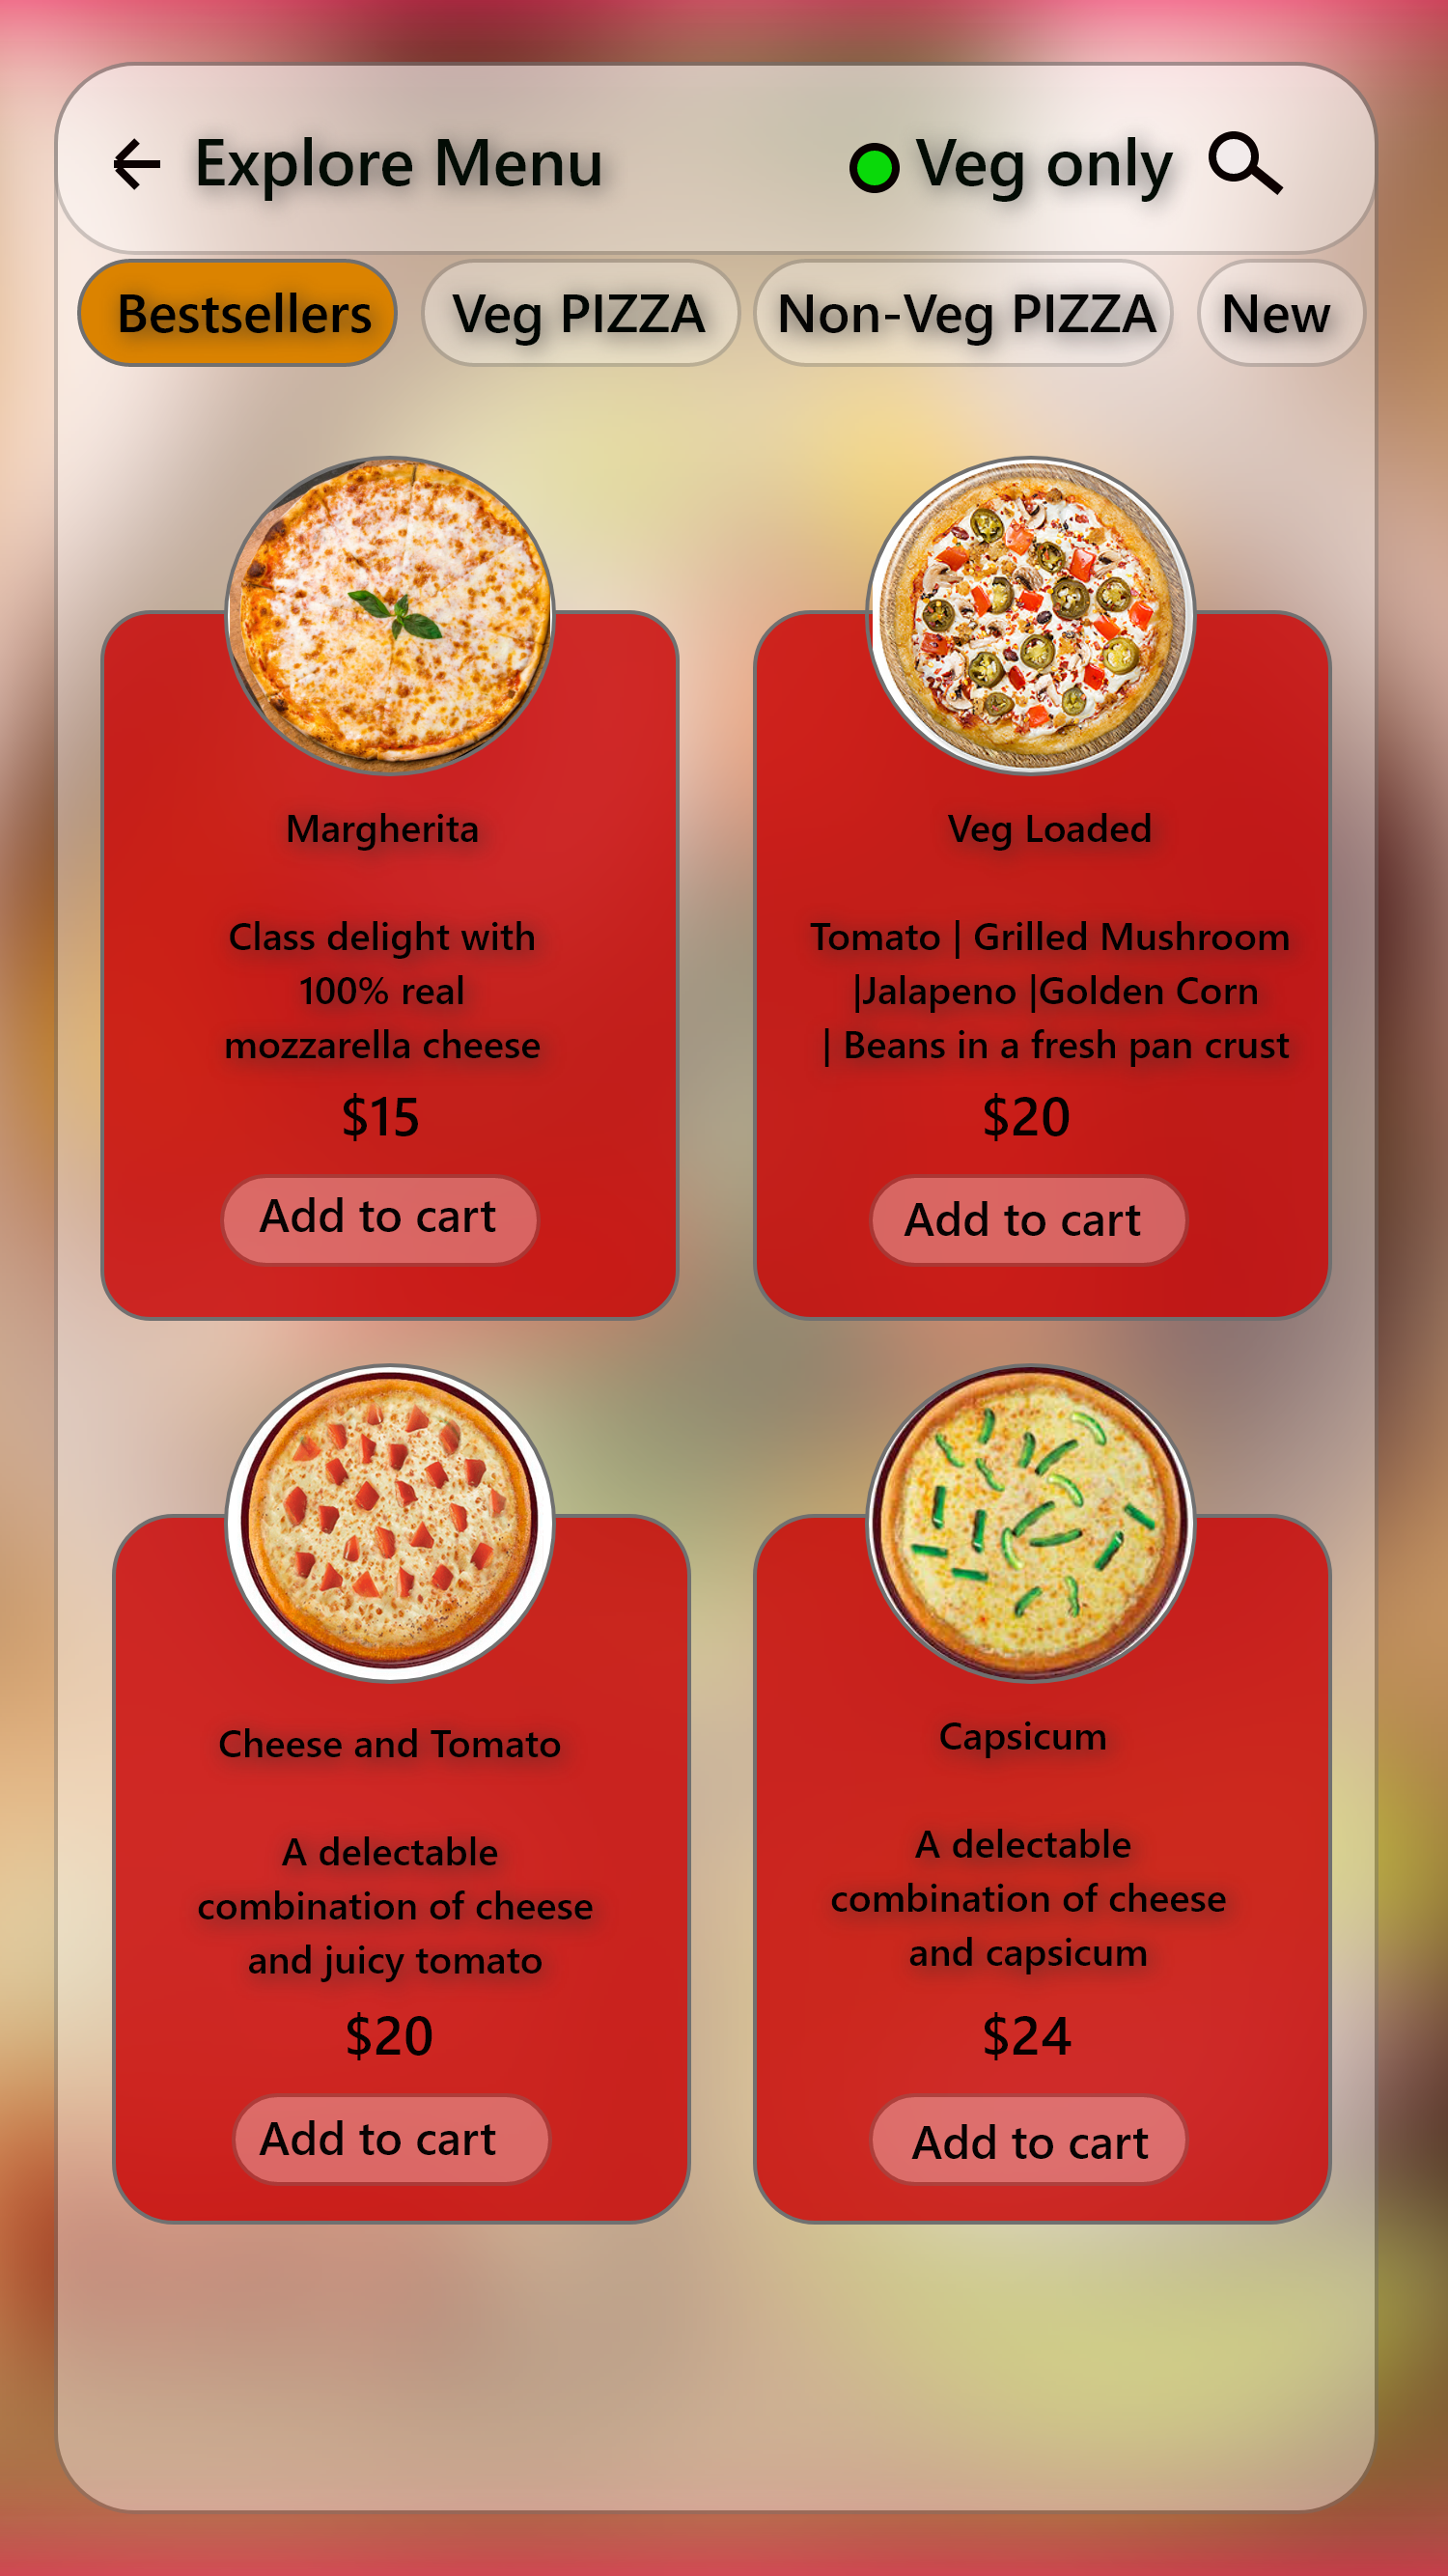 Explore Menu
Veg only
Bestsellers
Veg PIZZA
Non-Veg PIZZA
New
Margherita
Class delight with
100% real
mozzarella cheese
$15
Add to cart
Veg Loaded
Tomato | Grilled Mushroom
|Jalapeno |Golden Corn
| Beans in a fresh pan crust
$20
Add to cart
Cheese and Tomato
A delectable
combination of cheese
and juicy tomato
$20
Add to cart
Capsicum
A delectable
combination of cheese
and capsicum
$24
Add to cart